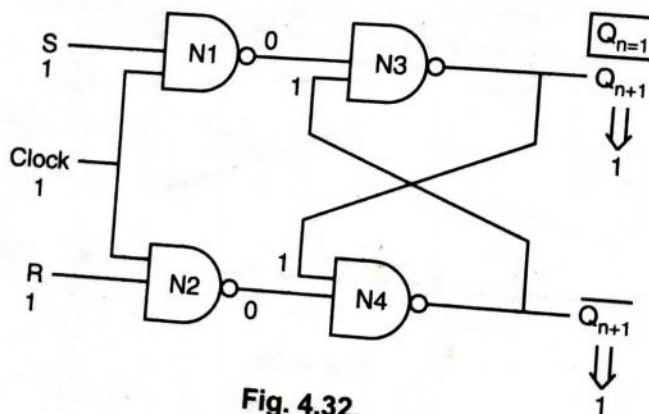 S
1
N1
0
1
N3
Q_{n=1}
Q_{n+1}
⇓
1
Clock
1
R
1
N2
0
1
N4
\overline{Q_{n+1}}
⇓
1
Fig. 4.32.